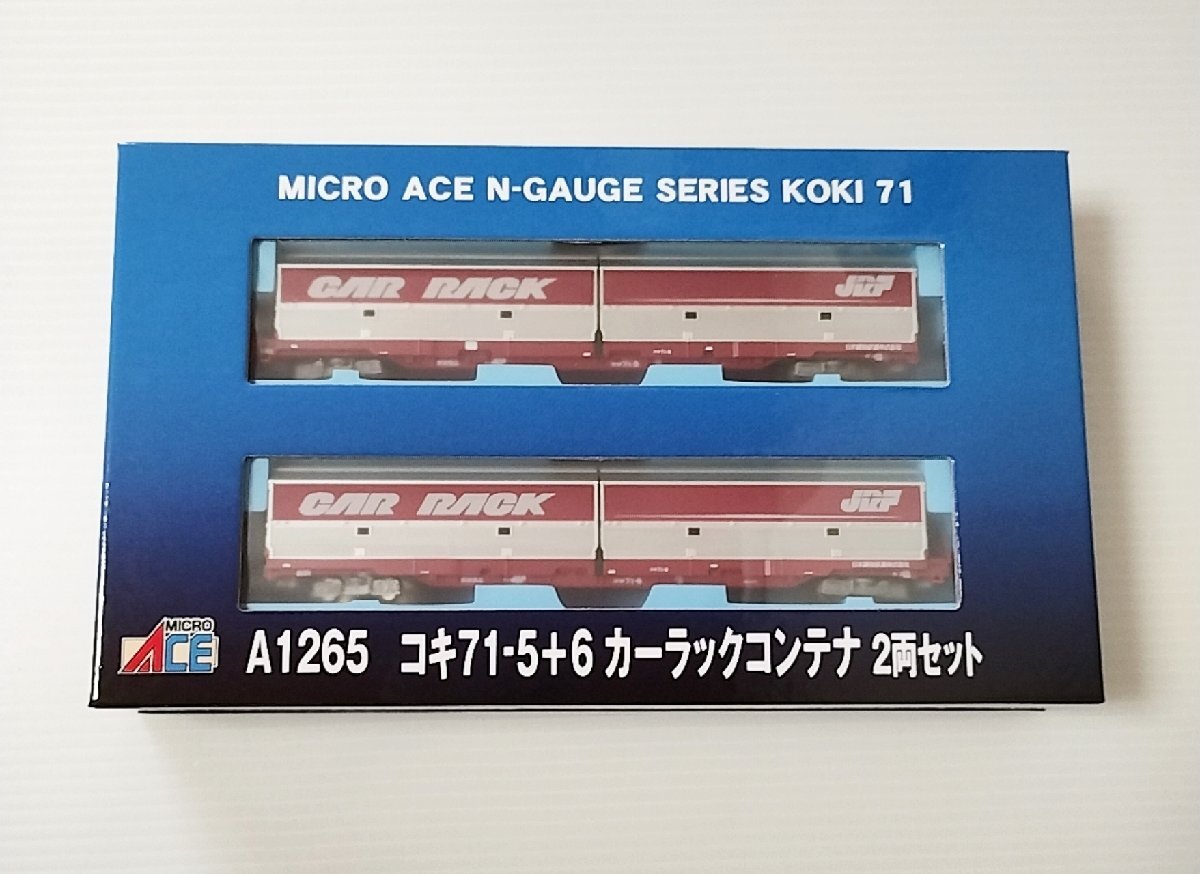 MICRO ACE N-GAUGE SERIES KOKI 71
CAR RACK JRF
CAR RACK JRF
MICRO ACE
A1265 コキ71-5+6 カーラックコンテナ 2両セット